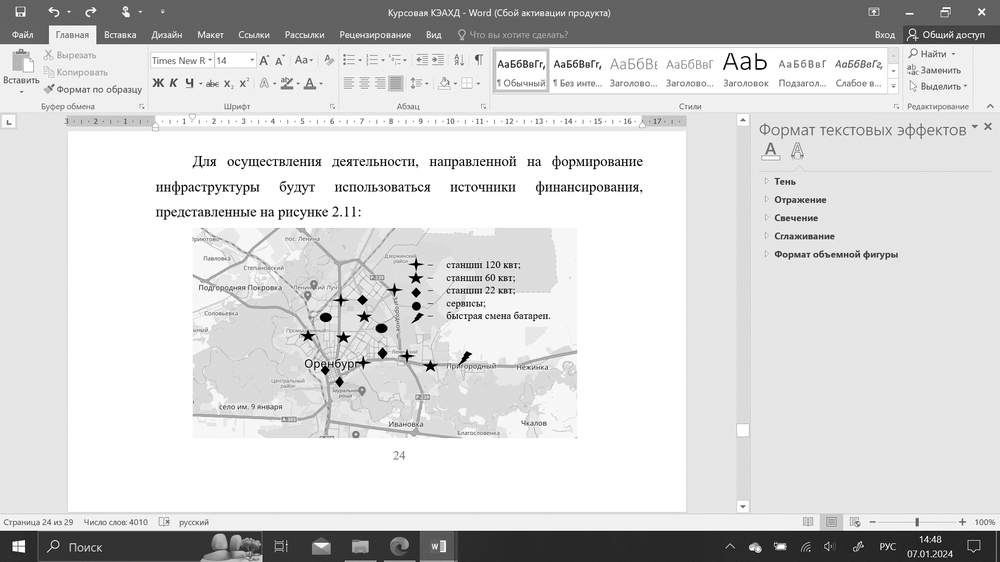 Курсовая КЭАХД - Word (Сбой активации продукта)
Файл Главная Вставка Дизайн Макет Ссылки Рассылки Рецензирование Вид Что вы хотите сделать? Вход Общий доступ
Вставить
Вырезать
Копировать
Формат по образцу
Буфер обмена
Times New R 14
Ж К Ч abc x₂ x²
Шрифт
Абзац
АаБбВвГг, АаБбВвГг, АаБбВв АаБбВвГ АаЬ АаБбВвГ АаБбВвГг,
¶ Обычный ¶ Без инте... Заголово... Заголово... Заголовок Подзагол... Слабое в...
Стили
Найти
Заменить
Выделить
Редактирование
3 2 1 1 2 3 4 5 6 7 8 9 10 11 12 13 14 15 16 17
Для осуществления деятельности, направленной на формирование
инфраструктуры будут использоваться источники финансирования,
представленные на рисунке 2.11:
пос. Ленина
Павловка
Степановский
Дзержинский
район
Р-239
Подгородняя Покровка
Ленинский Луч
Соловьевка
Загородное ш.
Промышленный
Оренбург
Ленинский
Центральный
район
Зауральная
роща
Пригородный
Нежинка
Р-239
село им. 9 января
А-305
Ивановка
Чкалов
Благословенка
– станции 120 квт;
– станции 60 квт;
– станции 22 квт;
– сервисы;
– быстрая смена батареи.
24
Формат текстовых эффектов
Тень
Отражение
Свечение
Сглаживание
Формат объемной фигуры
Страница 24 из 29 Число слов: 4010 русский 100%
Поиск
РУС
14:48
07.01.2024